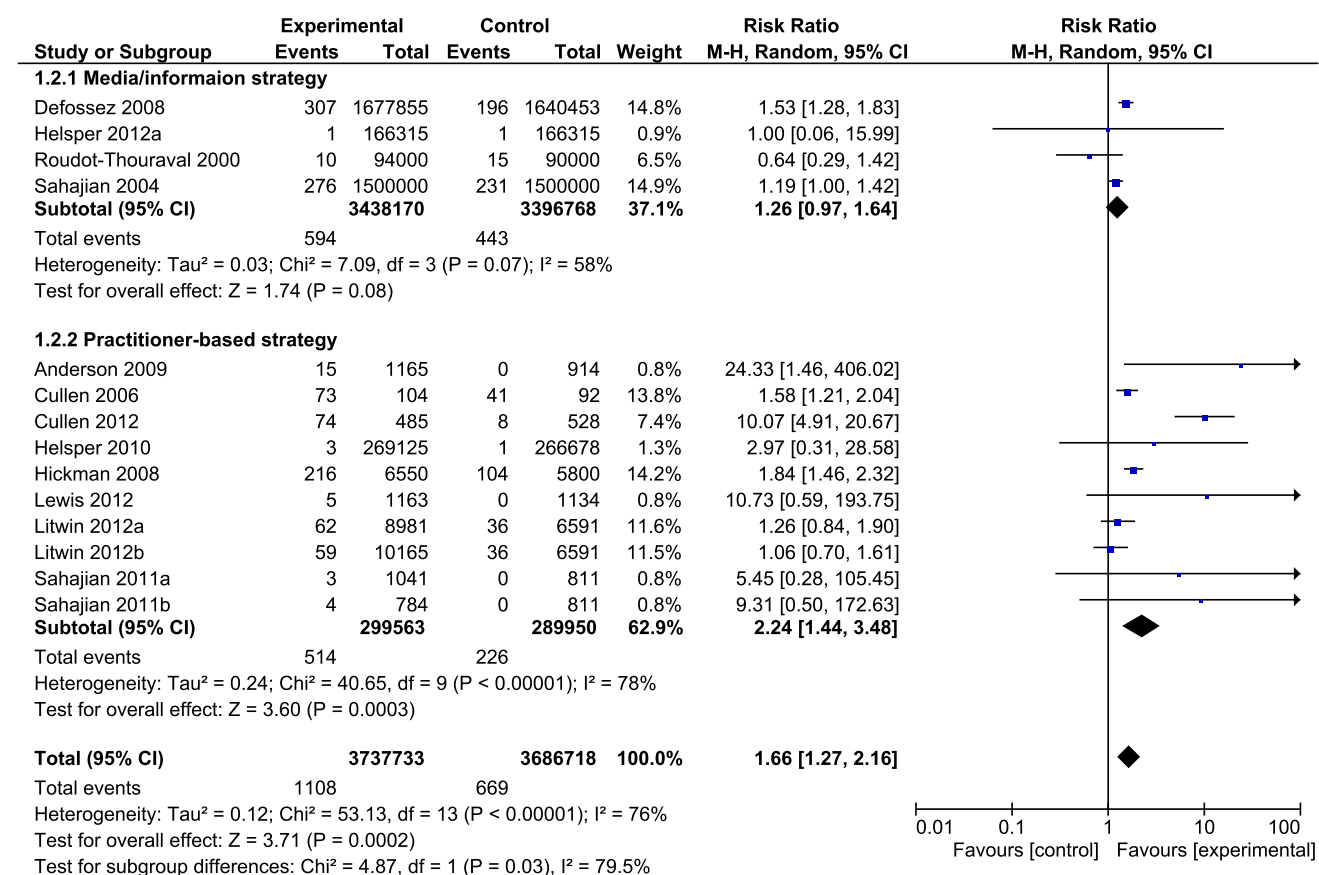 Experimental Control Risk Ratio Risk Ratio
Study or Subgroup Events Total Events Total Weight M-H, Random, 95% CI M-H, Random, 95% CI
1.2.1 Media/informaion strategy
Defossez 2008 307 1677855 196 1640453 14.8% 1.53 [1.28, 1.83]
Helsper 2012a 1 166315 1 166315 0.9% 1.00 [0.06, 15.99]
Roudot-Thouraval 2000 10 94000 15 90000 6.5% 0.64 [0.29, 1.42]
Sahajian 2004 276 1500000 231 1500000 14.9% 1.19 [1.00, 1.42]
Subtotal (95% CI) 3438170 3396768 37.1% 1.26 [0.97, 1.64]
Total events 594 443
Heterogeneity: Tau² = 0.03; Chi² = 7.09, df = 3 (P = 0.07); I² = 58%
Test for overall effect: Z = 1.74 (P = 0.08)
1.2.2 Practitioner-based strategy
Anderson 2009 15 1165 0 914 0.8% 24.33 [1.46, 406.02]
Cullen 2006 73 104 41 92 13.8% 1.58 [1.21, 2.04]
Cullen 2012 74 485 8 528 7.4% 10.07 [4.91, 20.67]
Helsper 2010 3 269125 1 266678 1.3% 2.97 [0.31, 28.58]
Hickman 2008 216 6550 104 5800 14.2% 1.84 [1.46, 2.32]
Lewis 2012 5 1163 0 1134 0.8% 10.73 [0.59, 193.75]
Litwin 2012a 62 8981 36 6591 11.6% 1.26 [0.84, 1.90]
Litwin 2012b 59 10165 36 6591 11.5% 1.06 [0.70, 1.61]
Sahajian 2011a 3 1041 0 811 0.8% 5.45 [0.28, 105.45]
Sahajian 2011b 4 784 0 811 0.8% 9.31 [0.50, 172.63]
Subtotal (95% CI) 299563 289950 62.9% 2.24 [1.44, 3.48]
Total events 514 226
Heterogeneity: Tau² = 0.24; Chi² = 40.65, df = 9 (P < 0.00001); I² = 78%
Test for overall effect: Z = 3.60 (P = 0.0003)
Total (95% CI) 3737733 3686718 100.0% 1.66 [1.27, 2.16]
Total events 1108 669
Heterogeneity: Tau² = 0.12; Chi² = 53.13, df = 13 (P < 0.00001); I² = 76%
Test for overall effect: Z = 3.71 (P = 0.0002)
Test for subgroup differences: Chi² = 4.87, df = 1 (P = 0.03), I² = 79.5%
0.01 0.1 1 10 100
Favours [control] Favours [experimental]